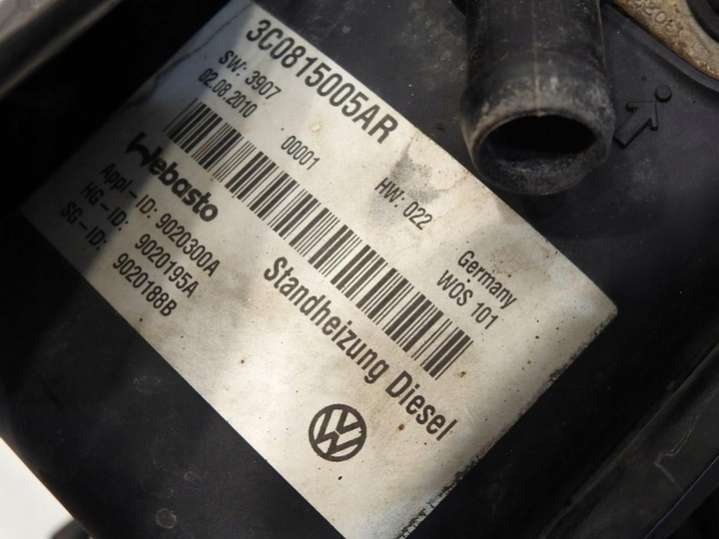 3C0815005AR
SW: 3907
HW: 022
Germany
02.08.2010
00001
WOS 101
Webasto
Standheizung Diesel
Appl-ID: 9020300A
HG-ID: 9020195A
SG-ID: 9020188B
VW